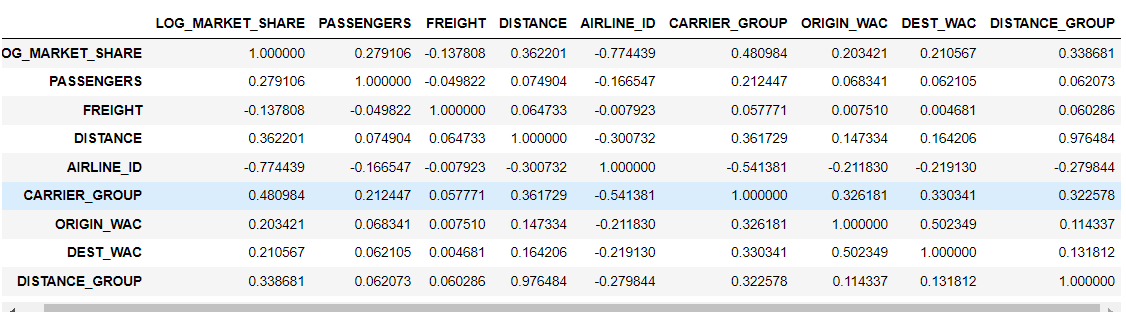 LOG_MARKET_SHARE PASSENGERS FREIGHT DISTANCE AIRLINE_ID CARRIER_GROUP ORIGIN_WAC DEST_WAC DISTANCE_GROUP
OG_MARKET_SHARE 1.000000 0.279106 -0.137808 0.362201 -0.774439 0.480984 0.203421 0.210567 0.338681
PASSENGERS 0.279106 1.000000 -0.049822 0.074904 -0.166547 0.212447 0.068341 0.062105 0.062073
FREIGHT -0.137808 -0.049822 1.000000 0.064733 -0.007923 0.057771 0.007510 0.004681 0.060286
DISTANCE 0.362201 0.074904 0.064733 1.000000 -0.300732 0.361729 0.147334 0.164206 0.976484
AIRLINE_ID -0.774439 -0.166547 -0.007923 -0.300732 1.000000 -0.541381 -0.211830 -0.219130 -0.279844
CARRIER_GROUP 0.480984 0.212447 0.057771 0.361729 -0.541381 1.000000 0.326181 0.330341 0.322578
ORIGIN_WAC 0.203421 0.068341 0.007510 0.147334 -0.211830 0.326181 1.000000 0.502349 0.114337
DEST_WAC 0.210567 0.062105 0.004681 0.164206 -0.219130 0.330341 0.502349 1.000000 0.131812
DISTANCE_GROUP 0.338681 0.062073 0.060286 0.976484 -0.279844 0.322578 0.114337 0.131812 1.000000